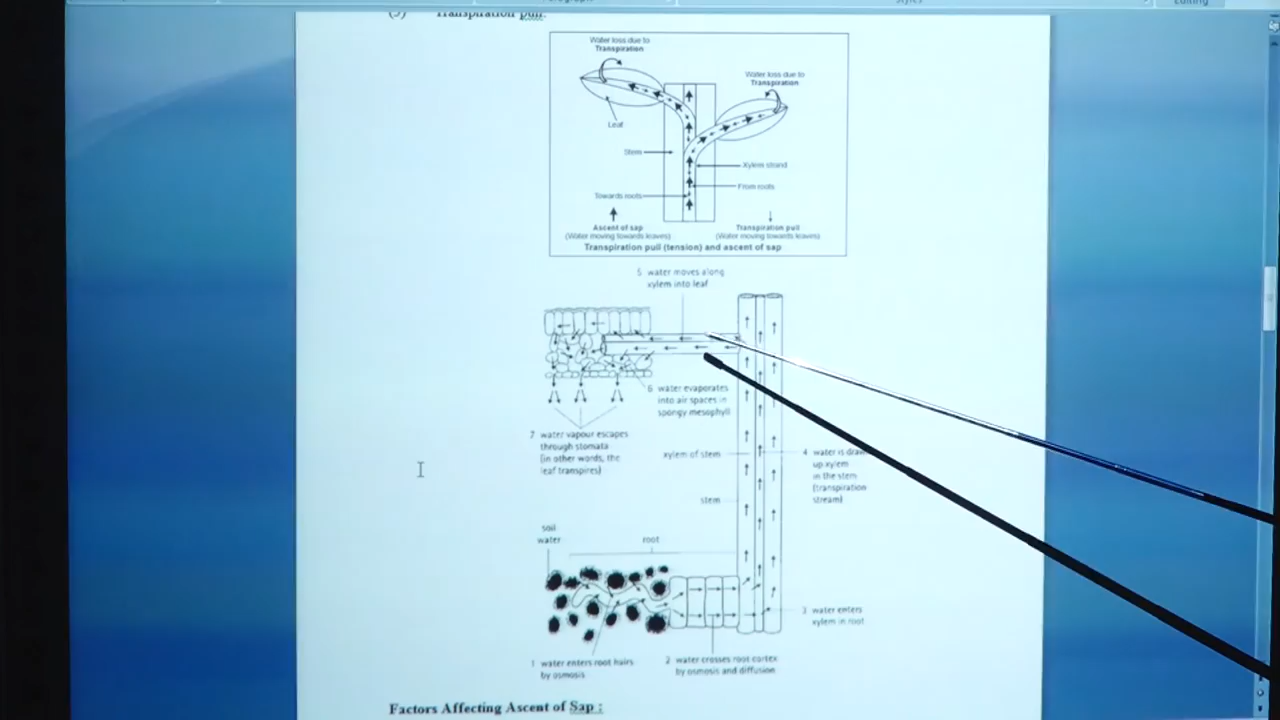 (3) Transpiration pull.
Water loss due to
Transpiration
Water loss due to
Transpiration
Leaf
Stem
Xylem strand
From roots
Towards roots
Ascent of sap
(Water moving towards leaves)
Transpiration pull
(Water moving towards leaves)
Transpiration pull (tension) and ascent of sap
5 water moves along
xylem into leaf
6 water evaporates
into air spaces in
spongy mesophyll
7 water vapour escapes
through stomata
(in other words, the
leaf transpires)
xylem of stem
4 water is
up xylem
in the stem
(transpiration
stream)
stem
soil
water
root
3 water enters
xylem in root
1 water enters root hairs
by osmosis
2 water crosses root cortex
by osmosis and diffusion
Factors Affecting Ascent of Sap :